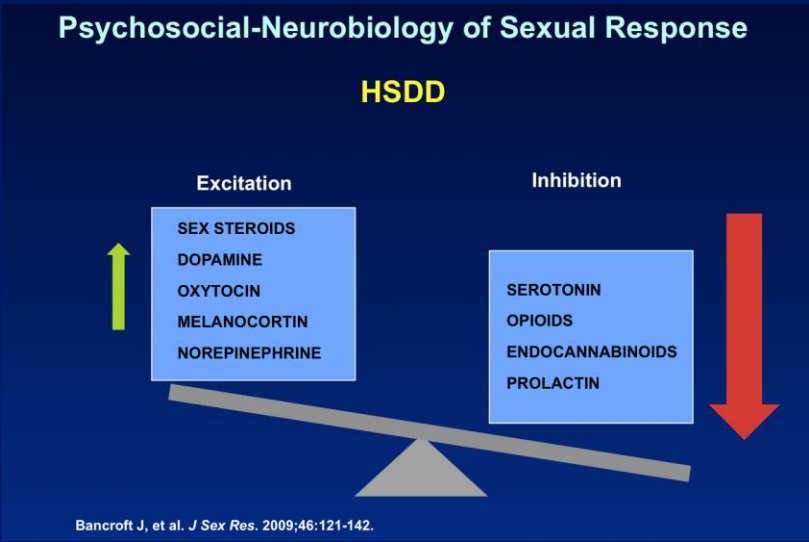 Psychosocial-Neurobiology of Sexual Response
HSDD
Excitation
SEX STEROIDS
DOPAMINE
OXYTOCIN
MELANOCORTIN
NOREPINEPHRINE
Inhibition
SEROTONIN
OPIOIDS
ENDOCANNABINOIDS
PROLACTIN
Bancroft J, et al. J Sex Res. 2009;46:121-142.